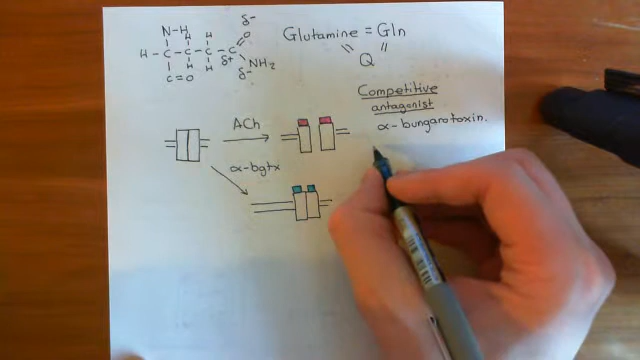 Glutamine = Gln
Q
N-H
H H δ- O
H - C - C - C - C
H H δ+ NH2
C=O δ-
Competitive
antagonist
α-bungarotoxin.
ACh
α-bgtx